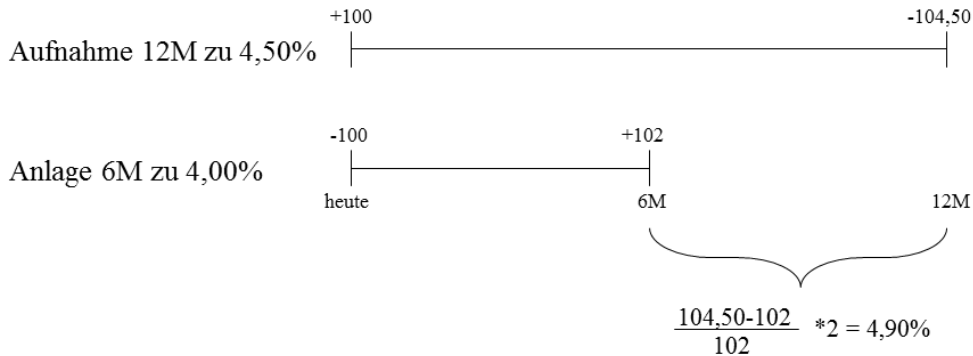 +100 -104,50
Aufnahme 12M zu 4,50%
-100 +102
Anlage 6M zu 4,00%
heute 6M 12M
104,50-102
102
*2 = 4,90%